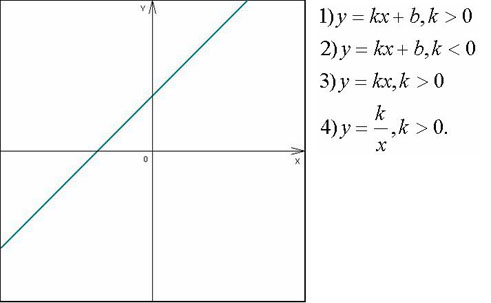 Y
0
X
1) y = kx + b, k > 0
2) y = kx + b, k < 0
3) y = kx, k > 0
4) y = k/x, k > 0.